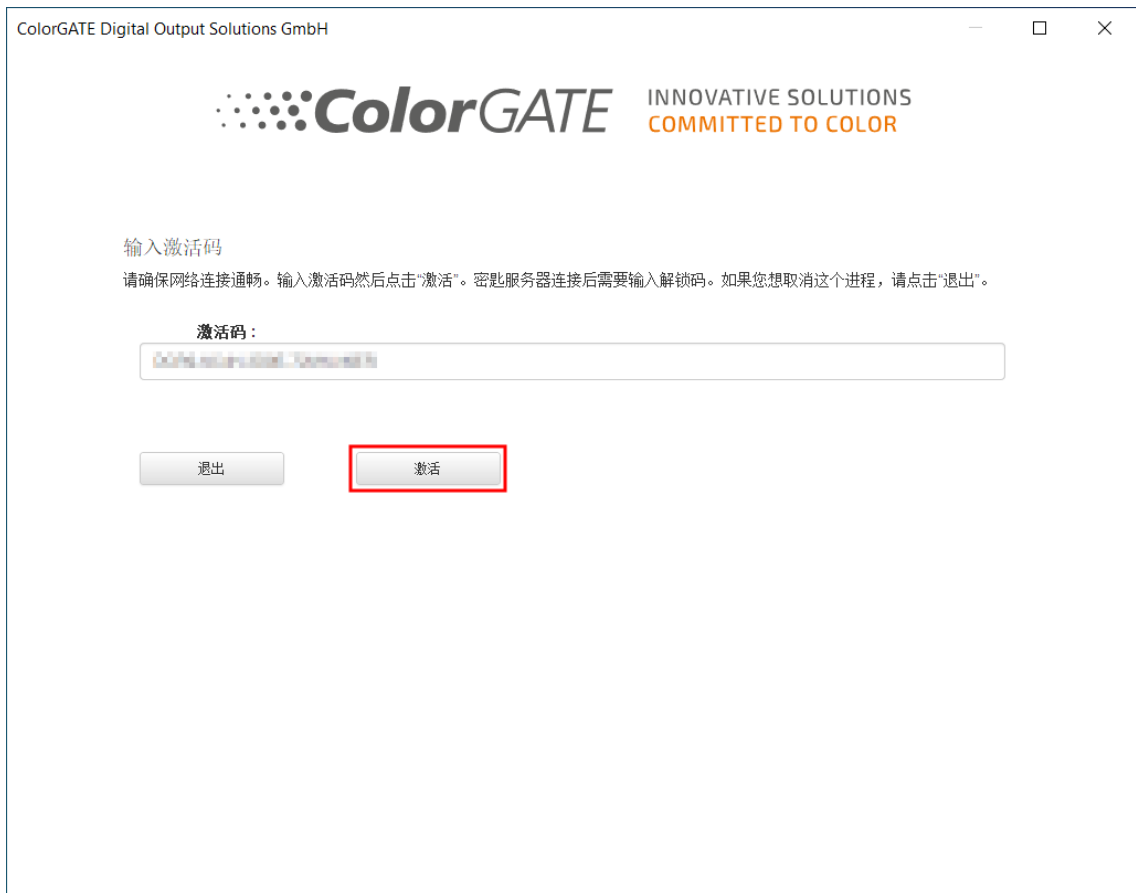 ColorGATE Digital Output Solutions GmbH
ColorGATE INNOVATIVE SOLUTIONS
COMMITTED TO COLOR
输入激活码
请确保网络连接通畅。输入激活码然后点击“激活”。密匙服务器连接后需要输入解锁码。如果您想取消这个进程，请点击“退出”。
激活码：
退出 激活